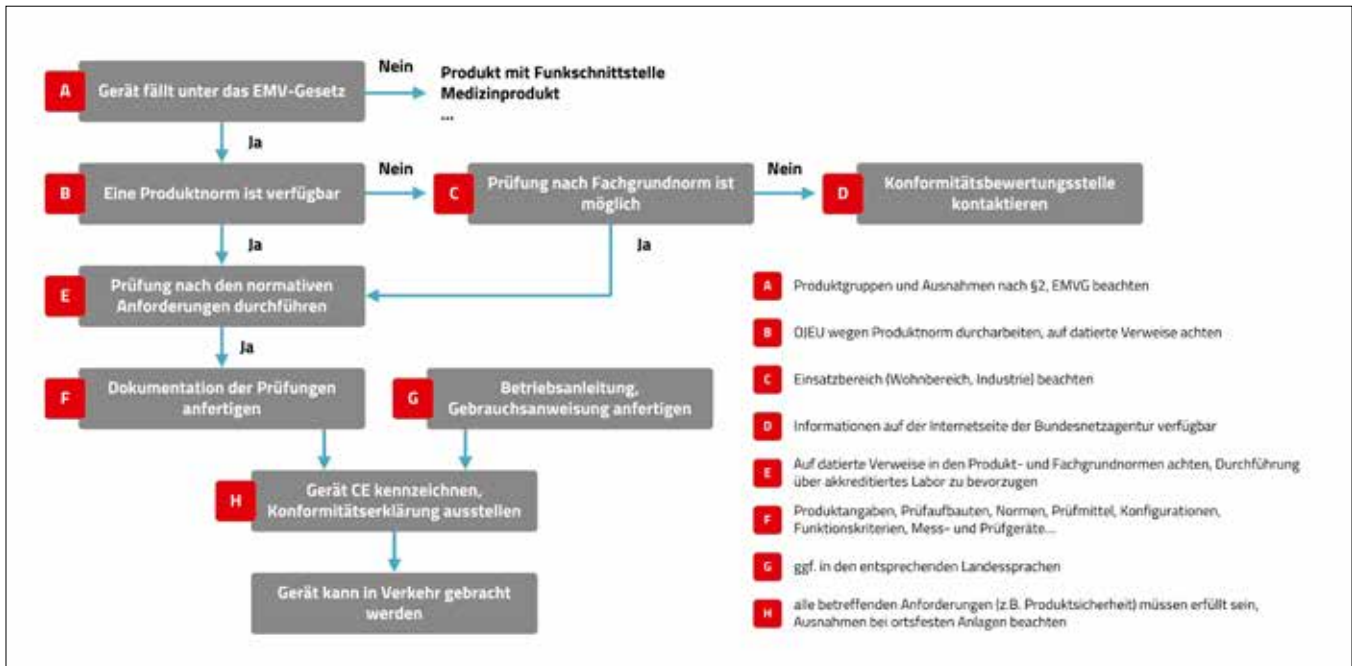 A
Gerät fällt unter das EMV-Gesetz
Nein
Produkt mit Funkschnittstelle
Medizinprodukt
...
Ja
B
Eine Produktnorm ist verfügbar
Nein
C
Prüfung nach Fachgrundnorm ist
möglich
Nein
D
Konformitätsbewertungsstelle
kontaktieren
Ja
Ja
E
Prüfung nach den normativen
Anforderungen durchführen
Ja
F
Dokumentation der Prüfungen
anfertigen
G
Betriebsanleitung,
Gebrauchsanweisung anfertigen
H
Gerät CE kennzeichnen,
Konformitätserklärung ausstellen
Gerät kann in Verkehr gebracht
werden
A Produktgruppen und Ausnahmen nach §2, EMVG beachten
B OJEU wegen Produktnorm durcharbeiten, auf datierte Verweise achten
C Einsatzbereich (Wohnbereich, Industrie) beachten
D Informationen auf der Internetseite der Bundesnetzagentur verfügbar
E Auf datierte Verweise in den Produkt- und Fachgrundnormen achten, Durchführung
über akkreditiertes Labor zu bevorzugen
F Produktangaben, Prüfaufbauten, Normen, Prüfmittel, Konfigurationen,
Funktionskriterien, Mess- und Prüfgeräte...
G ggf. in den entsprechenden Landessprachen
H alle betreffenden Anforderungen (z.B. Produktsicherheit) müssen erfüllt sein,
Ausnahmen bei ortsfesten Anlagen beachten